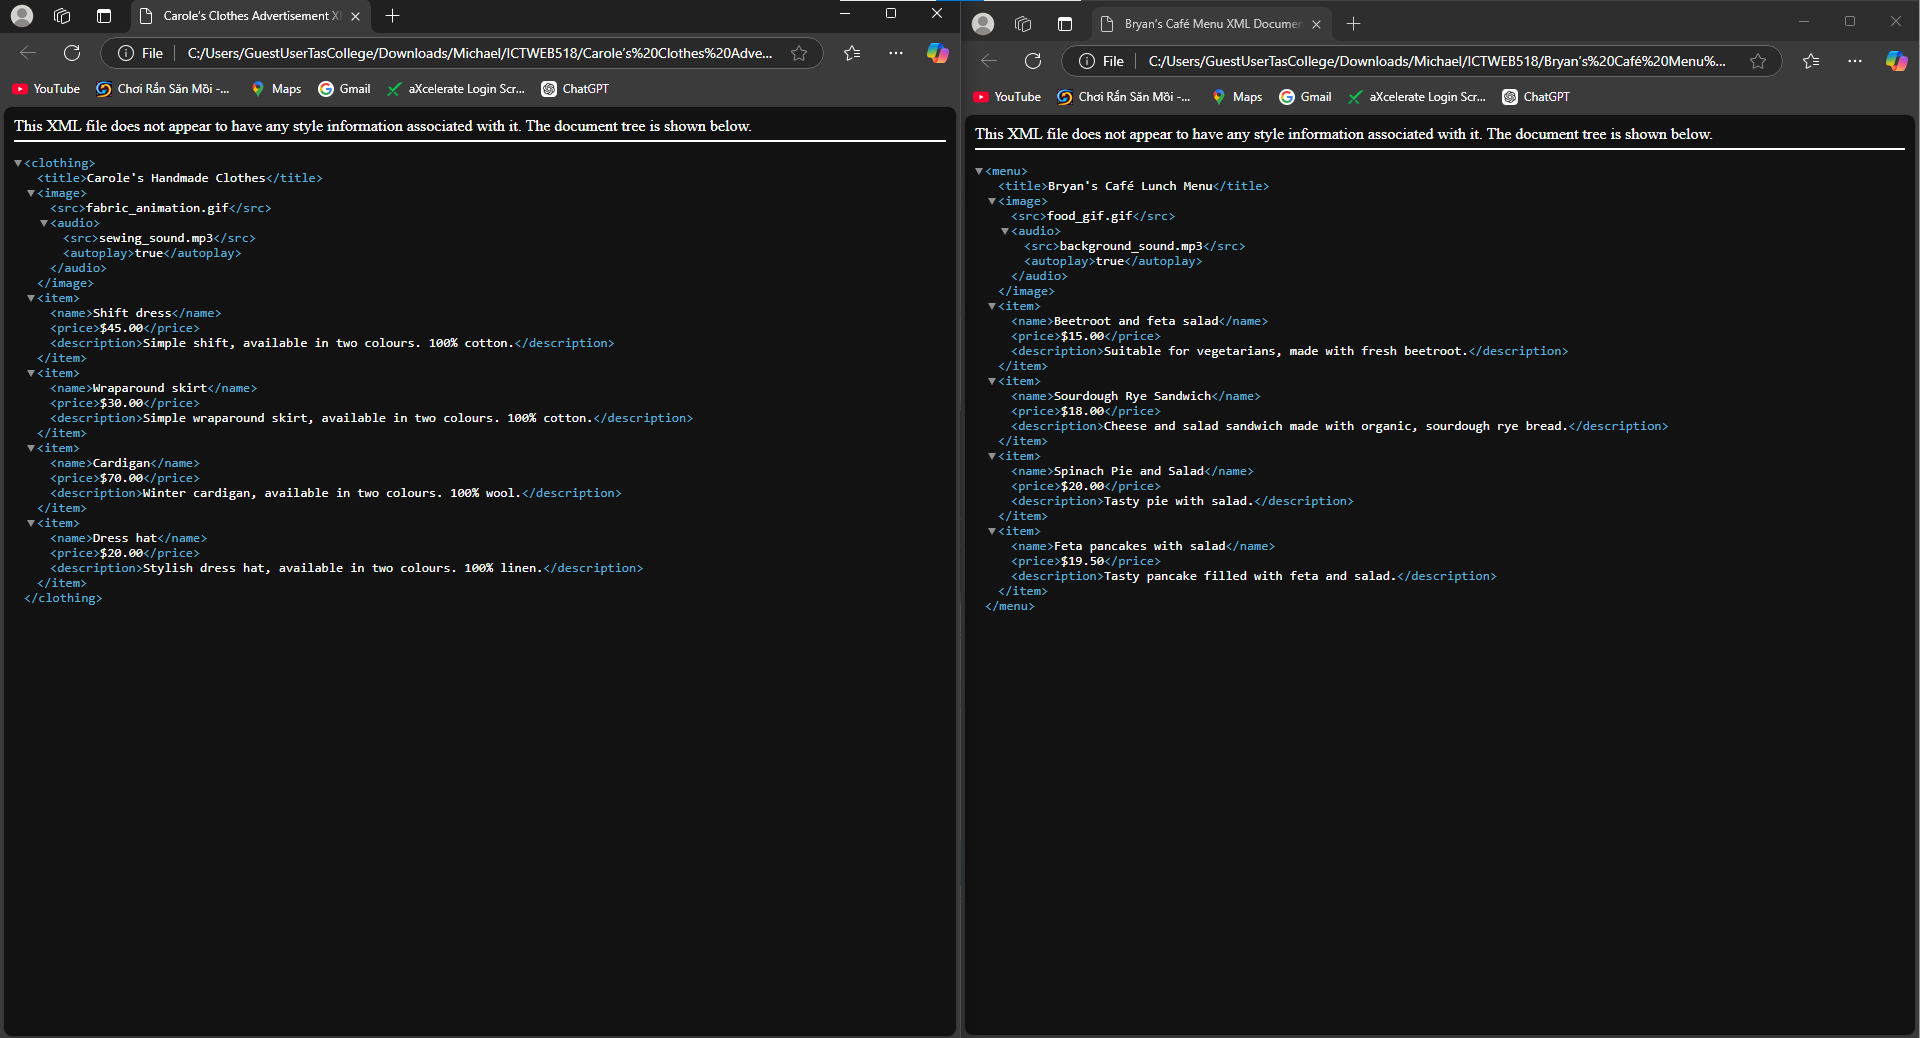 Carole's Clothes Advertisement X
File
C:/Users/GuestUserTasCollege/Downloads/Michael/ICTWEB518/Carole's%20Clothes%20Adve...
YouTube
Chơi Rắn Săn Mồi -...
Maps
Gmail
aXcelerate Login Scr...
ChatGPT
This XML file does not appear to have any style information associated with it. The document tree is shown below.
▼<clothing>
<title>Carole's Handmade Clothes</title>
▼<image>
<src>fabric_animation.gif</src>
▼<audio>
<src>sewing_sound.mp3</src>
<autoplay>true</autoplay>
</audio>
</image>
▼<item>
<name>Shift dress</name>
<price>$45.00</price>
<description>Simple shift, available in two colours. 100% cotton.</description>
</item>
▼<item>
<name>Wraparound skirt</name>
<price>$30.00</price>
<description>Simple wraparound skirt, available in two colours. 100% cotton.</description>
</item>
▼<item>
<name>Cardigan</name>
<price>$70.00</price>
<description>Winter cardigan, available in two colours. 100% wool.</description>
</item>
▼<item>
<name>Dress hat</name>
<price>$20.00</price>
<description>Stylish dress hat, available in two colours. 100% linen.</description>
</item>
</clothing>
Bryan's Café Menu XML Documen
File
C:/Users/GuestUserTasCollege/Downloads/Michael/ICTWEB518/Bryan's%20Café%20Menu%...
YouTube
Chơi Rắn Săn Mồi -...
Maps
Gmail
aXcelerate Login Scr...
ChatGPT
This XML file does not appear to have any style information associated with it. The document tree is shown below.
▼<menu>
<title>Bryan's Café Lunch Menu</title>
▼<image>
<src>food_gif.gif</src>
▼<audio>
<src>background_sound.mp3</src>
<autoplay>true</autoplay>
</audio>
</image>
▼<item>
<name>Beetroot and feta salad</name>
<price>$15.00</price>
<description>Suitable for vegetarians, made with fresh beetroot.</description>
</item>
▼<item>
<name>Sourdough Rye Sandwich</name>
<price>$18.00</price>
<description>Cheese and salad sandwich made with organic, sourdough rye bread.</description>
</item>
▼<item>
<name>Spinach Pie and Salad</name>
<price>$20.00</price>
<description>Tasty pie with salad.</description>
</item>
▼<item>
<name>Feta pancakes with salad</name>
<price>$19.50</price>
<description>Tasty pancake filled with feta and salad.</description>
</item>
</menu>